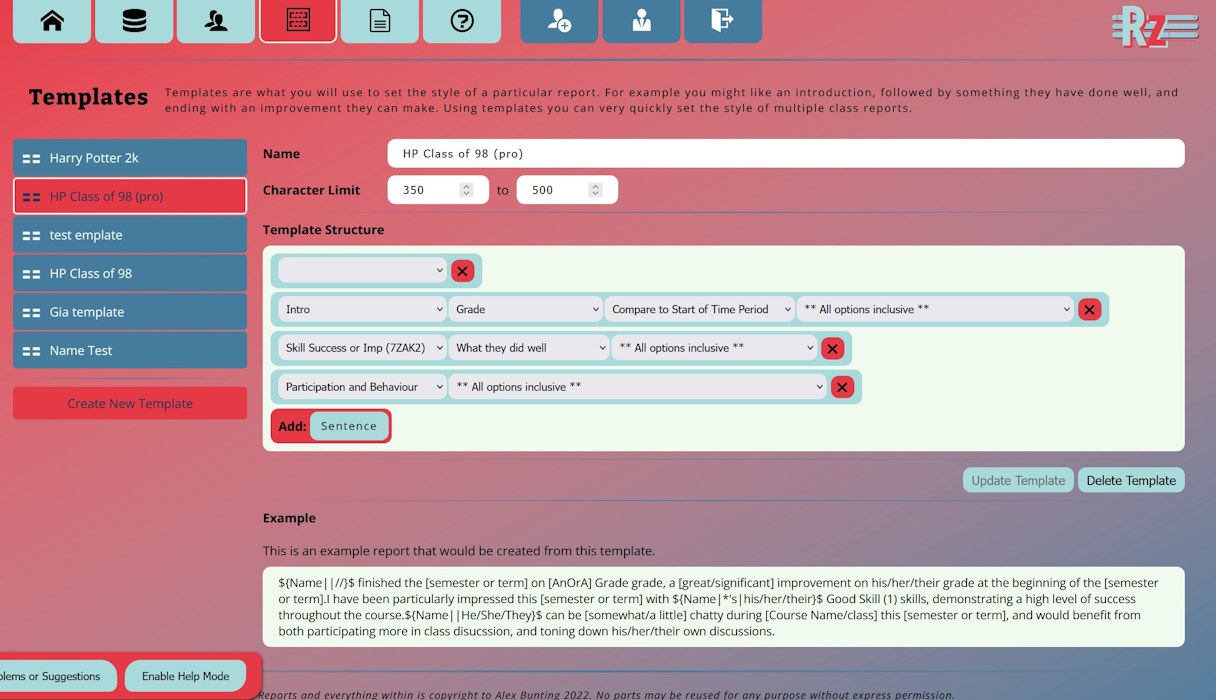 RZ
Templates
Templates are what you will use to set the style of a particular report. For example you might like an introduction, followed by something they have done well, and
ending with an improvement they can make. Using templates you can very quickly set the style of multiple class reports.
Harry Potter 2k
HP Class of 98 (pro)
test emplate
HP Class of 98
Gia template
Name Test
Create New Template
Name
HP Class of 98 (pro)
Character Limit
350
to
500
Template Structure
Intro Grade Compare to Start of Time Period ** All options inclusive **
Skill Success or Imp (7ZAK2) What they did well ** All options inclusive **
Participation and Behaviour ** All options inclusive **
Add: Sentence
Update Template Delete Template
Example
This is an example report that would be created from this template.
${Name||//}$ finished the [semester or term] on [AnOrA] Grade grade, a [great/significant] improvement on his/her/their grade at the beginning of the [semester
or term].I have been particularly impressed this [semester or term] with ${Name|*'s|his/her/their}$ Good Skill (1) skills, demonstrating a high level of success
throughout the course.${Name||He/She/They}$ can be [somewhat/a little] chatty during [Course Name/class] this [semester or term], and would benefit from
both participating more in class disucssion, and toning down his/her/their own discussions.
blems or Suggestions
Enable Help Mode
Reports and everything within is copyright to Alex Bunting 2022. No parts may be reused for any purpose without express permission.